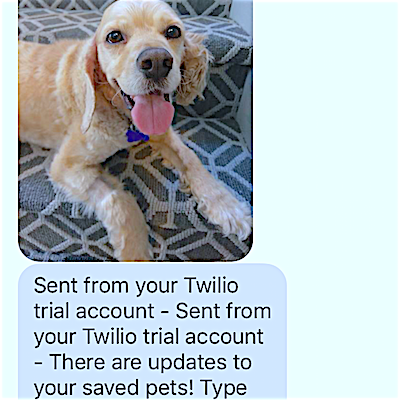 Sent from your Twilio
trial account - Sent from
your Twilio trial account
- There are updates to
your saved pets! Type